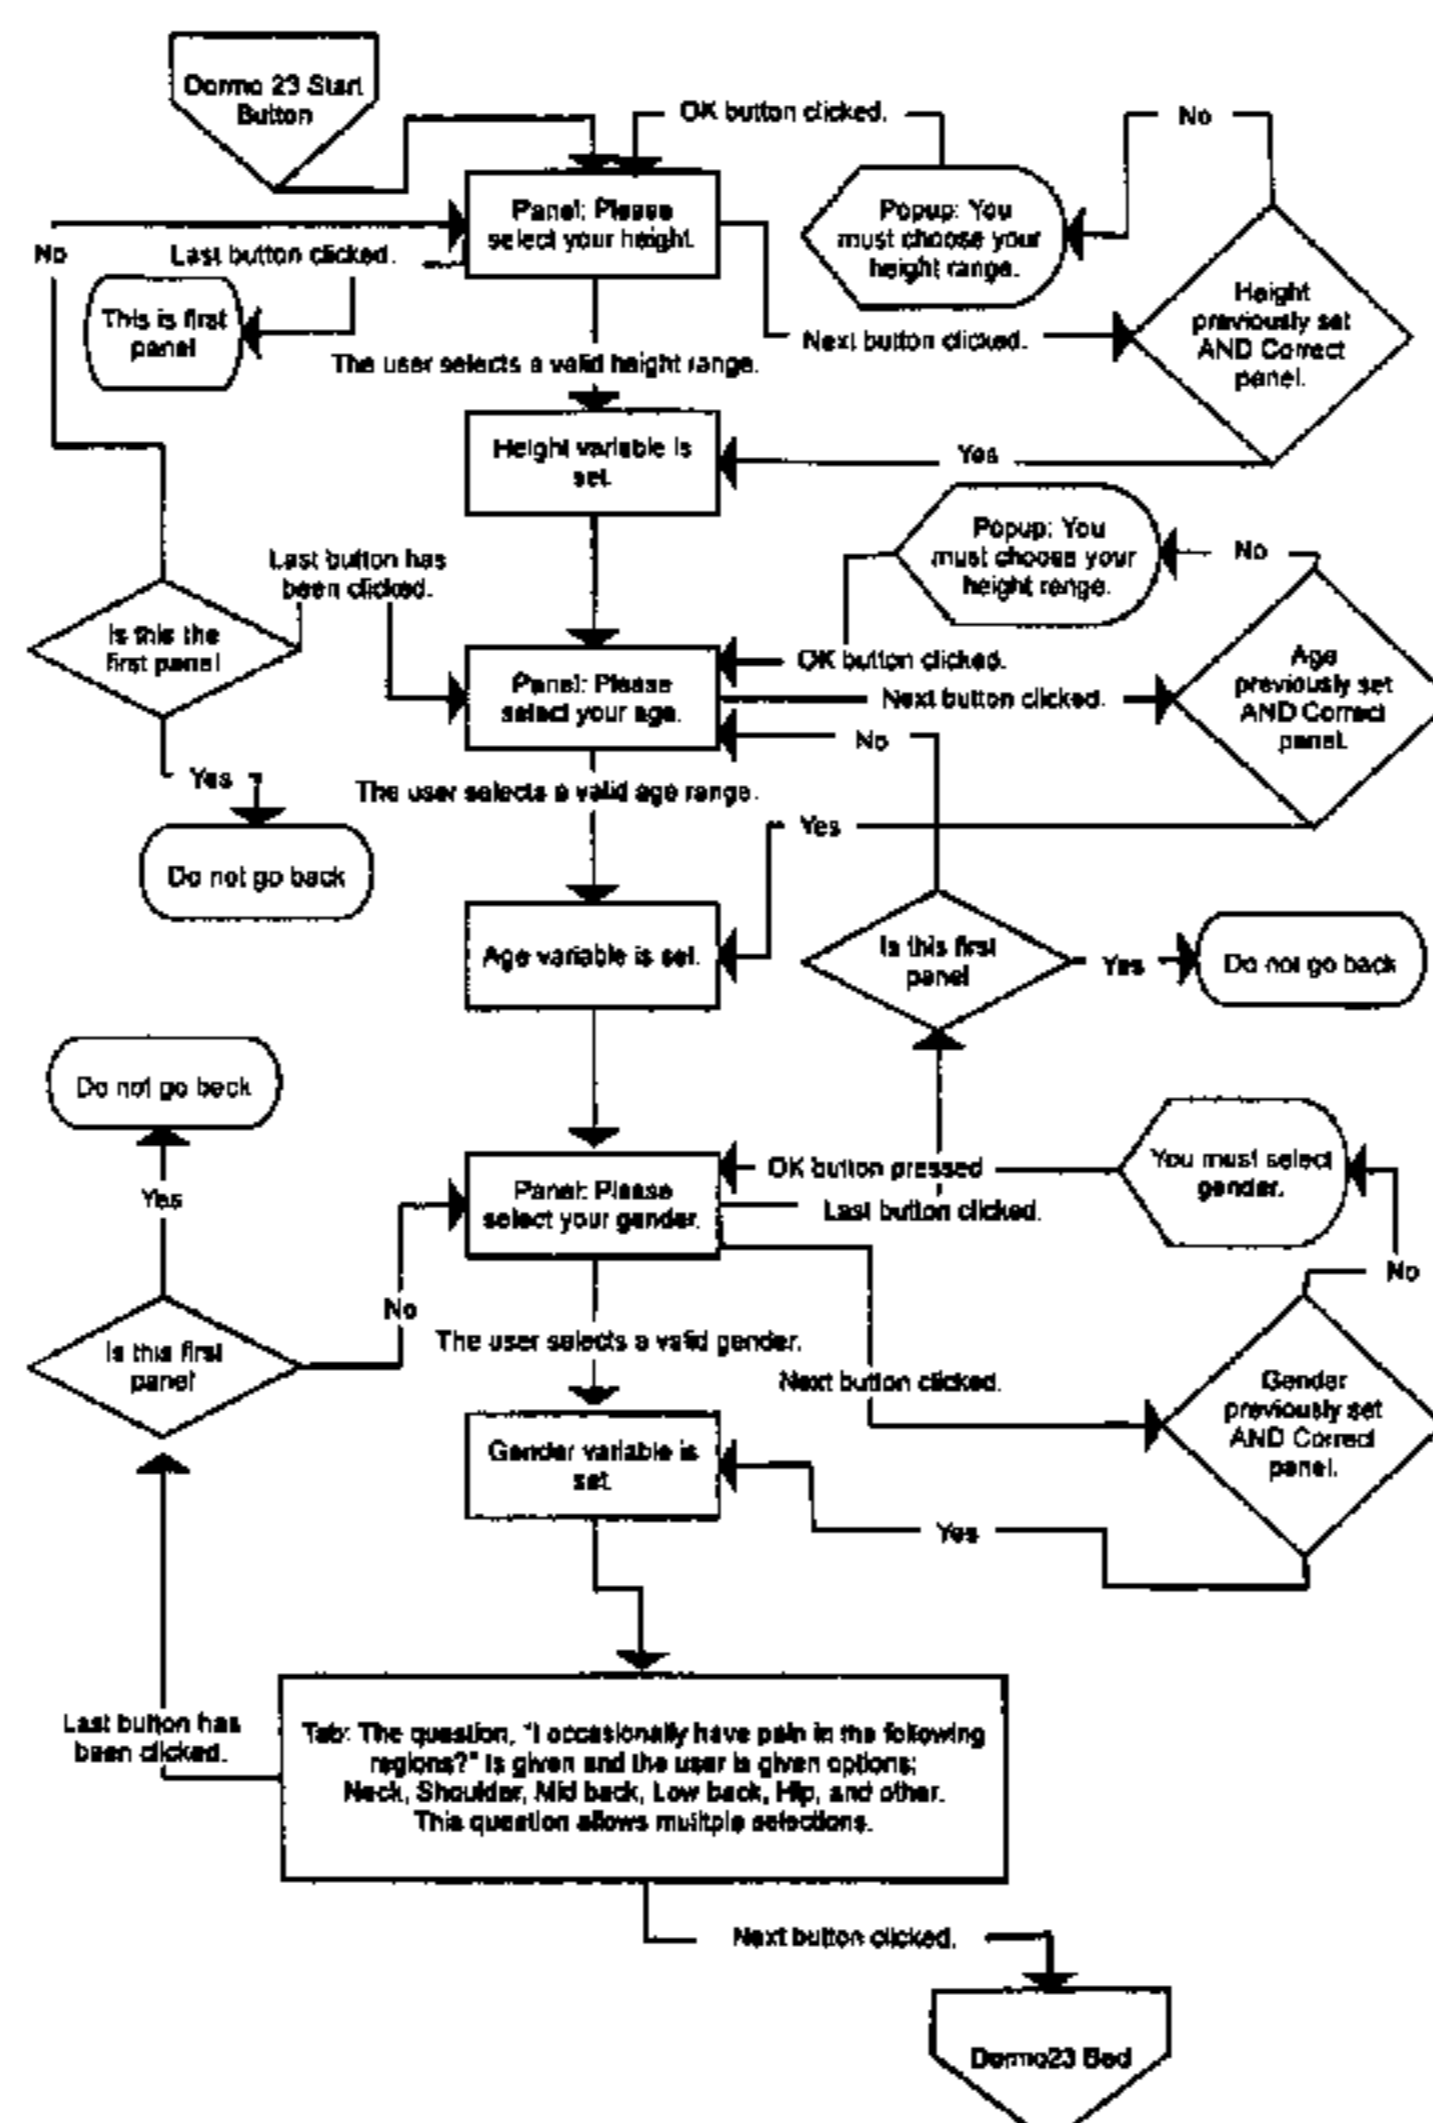 Dormo 23 Start
Button
OK button clicked.
No
Panel: Please
select your height.
Popup: You
must choose your
height range.
No
Last button clicked.
This is first
panel
Next button clicked.
Height
previously set
AND Correct
panel.
The user selects a valid height range.
Height variable is
set.
Yes
Popup: You
must choose your
height range.
No
Last button has
been clicked.
Is this the
first panel
OK button clicked.
Panel: Please
select your age.
Next button clicked.
Age
previously set
AND Correct
panel.
No
Yes
The user selects a valid age range.
Yes
Do not go back
Age variable is set.
Is this first
panel
Yes
Do not go back
Do not go back
OK button pressed
You must select
gender.
Panel: Please
select your gender.
Last button clicked.
Yes
No
No
Is this first
panel
The user selects a valid gender.
Next button clicked.
Gender
previously set
AND Correct
panel.
Gender variable is
set.
Yes
Last button has
been clicked.
Tab: The question, "I occasionally have pain in the following
regions?" Is given and the user is given options;
Neck, Shoulder, Mid back, Low back, Hip, and other.
This question allows mulitple selections.
Next button clicked.
Dormo23 Bed